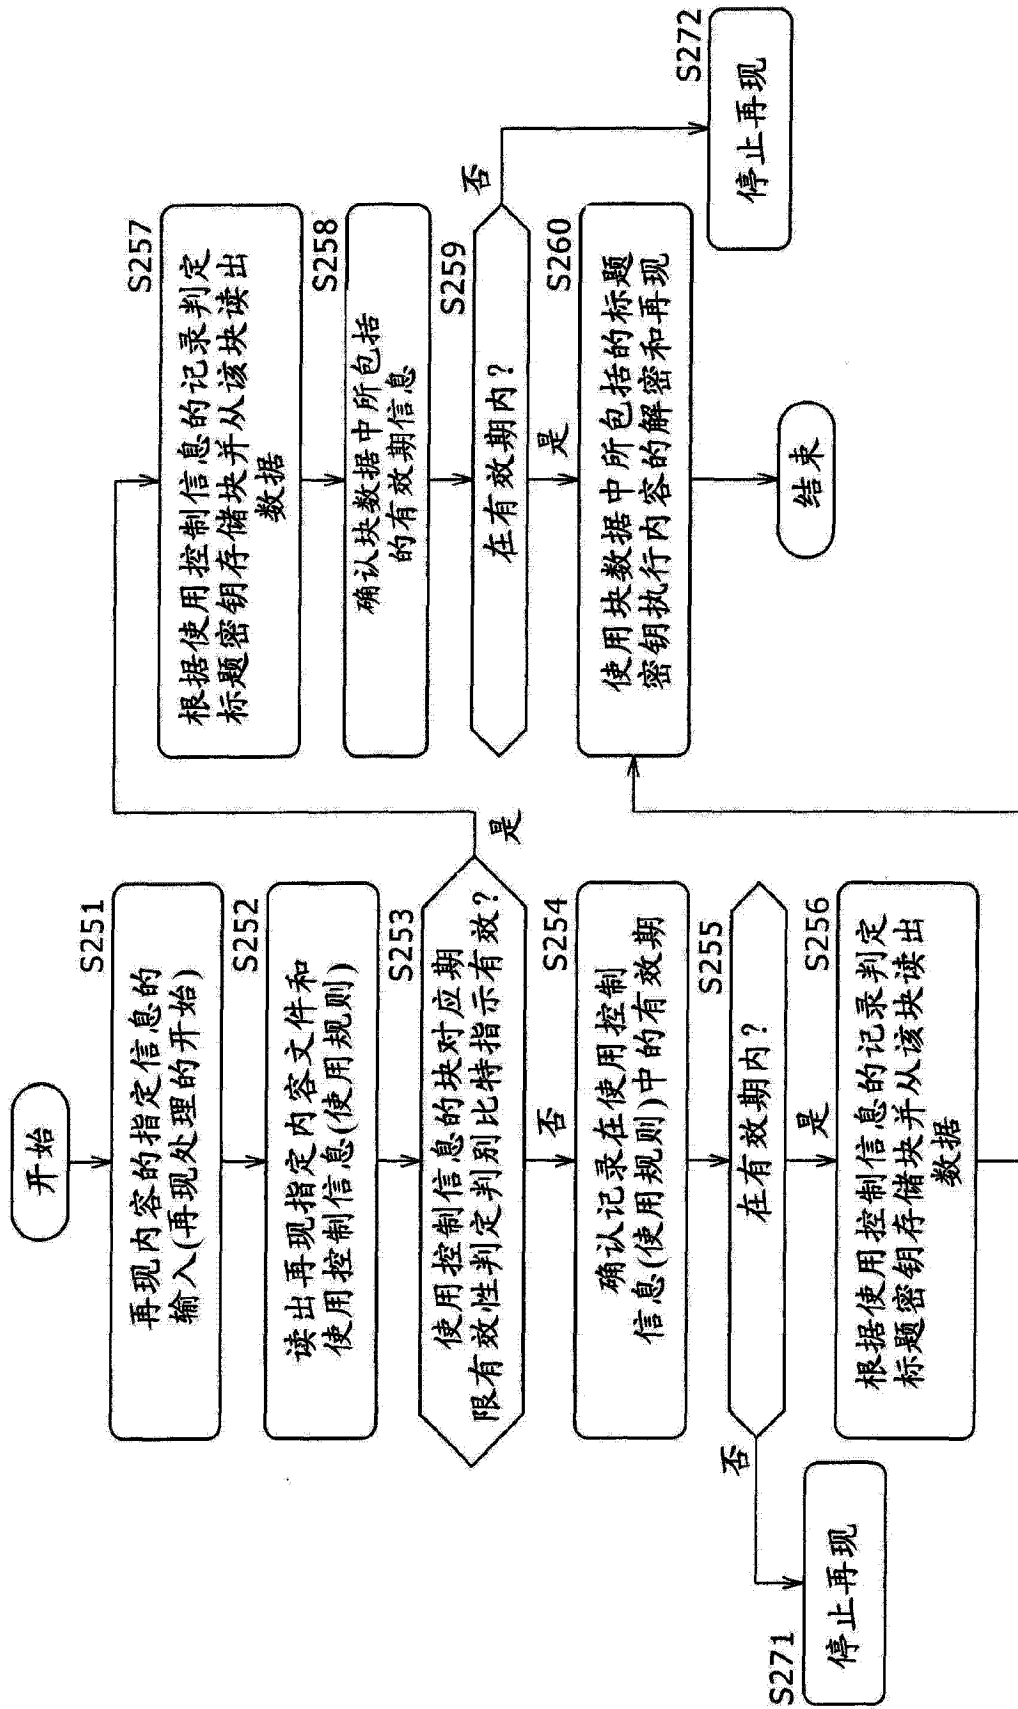 开始
S251
再现内容的指定信息的
输入(再现处理的开始)
S252
读出再现指定内容文件和
使用控制信息(使用规则)
S253
使用控制信息的块对应期
限有效性判定判别比特指示有效?
是
否
S254
确认记录在使用控制
信息(使用规则)中的有效期
S255
在有效期内?
否
是
S271
停止再现
S256
根据使用控制信息的记录判定
标题密钥存储块并从该块读出
数据
S257
根据使用控制信息的记录判定
标题密钥存储块并从该块读出
数据
S258
确认块数据中所包括
的有效期信息
S259
在有效期内?
否
是
S272
停止再现
S260
使用块数据中所包括的标题
密钥执行内容的解密和再现
结束